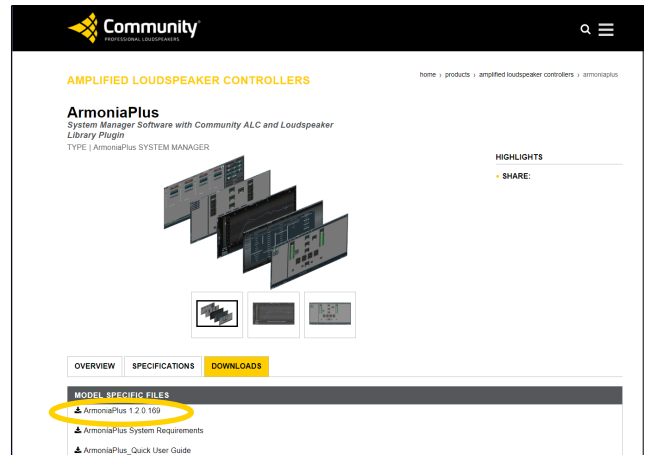 Community®
PROFESSIONAL LOUDSPEAKERS
AMPLIFIED LOUDSPEAKER CONTROLLERS
home › products › amplified loudspeaker controllers › armoniaplus
ArmoniaPlus
System Manager Software with Community ALC and Loudspeaker
Library Plugin
TYPE | ArmoniaPlus SYSTEM MANAGER
HIGHLIGHTS
SHARE:
OVERVIEW SPECIFICATIONS DOWNLOADS
MODEL SPECIFIC FILES
ArmoniaPlus 1.2.0.169
ArmoniaPlus System Requirements
ArmoniaPlus_Quick User Guide